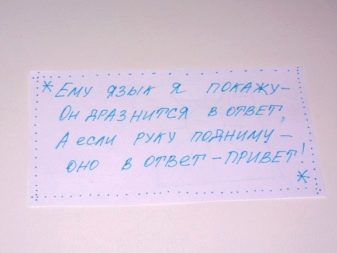 * Ему язык я покажу-
Он дразнится в ответ,
А если руку подниму-
оно в ответ-привет!
*